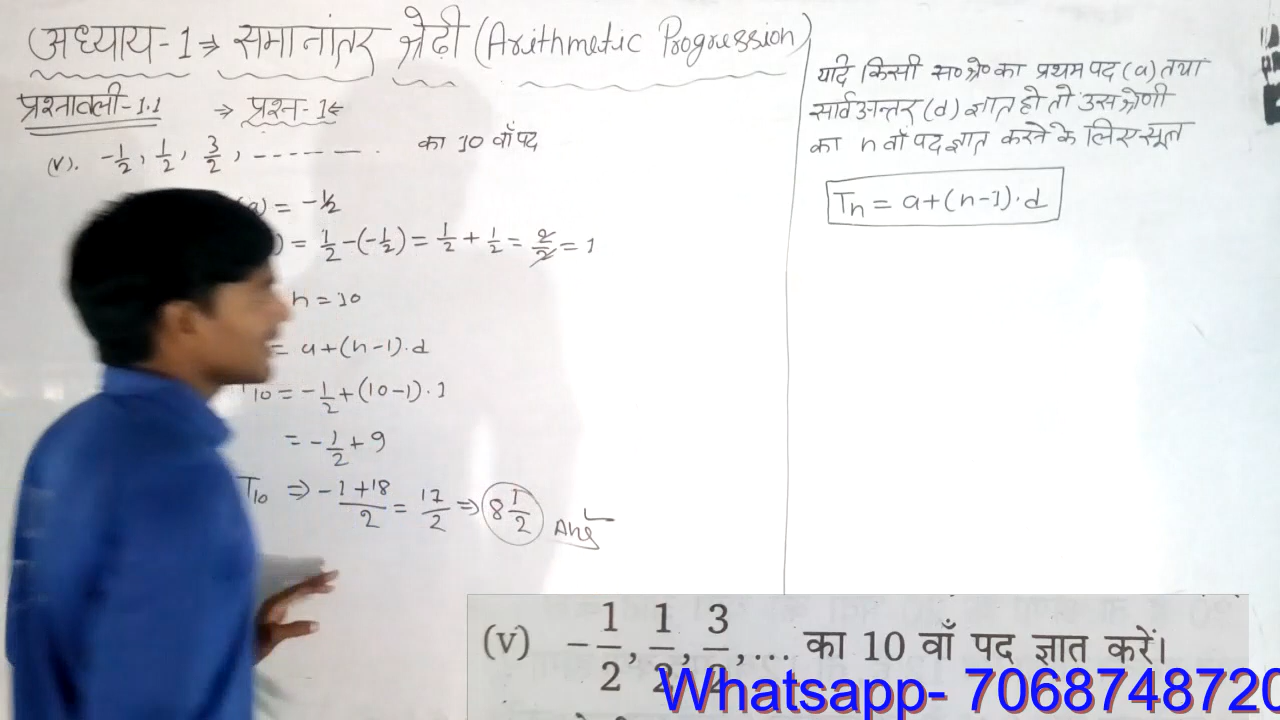 अध्याय-1⇒ समानांतर श्रेढ़ी (Arithmetic Progression)
प्रश्नावली-1.1 → प्रश्न-1
(v). -1/2, 1/2, 3/2, ------- . का 10 वाँ पद
a) = -1/2
) = 1/2 - (-1/2) = 1/2 + 1/2 = 2/2 = 1
n = 10
= a+(n-1).d
T10 = -1/2 + (10-1).1
= -1/2 + 9
T10 ⇒ -1+18/2 = 17/2 ⇒ 8 1/2 Ans
यदि किसी स०श्रे० का प्रथम पद (a) तथा
सार्वअन्तर (d) ज्ञात हो तो उस श्रेणी
का n वाँ पद ज्ञात करने के लिए सूत्र
Tn = a+(n-1).d
(v) -1/2, 1/2, 3/2, ... का 10 वाँ पद ज्ञात करें।
Whatsapp- 7068748720